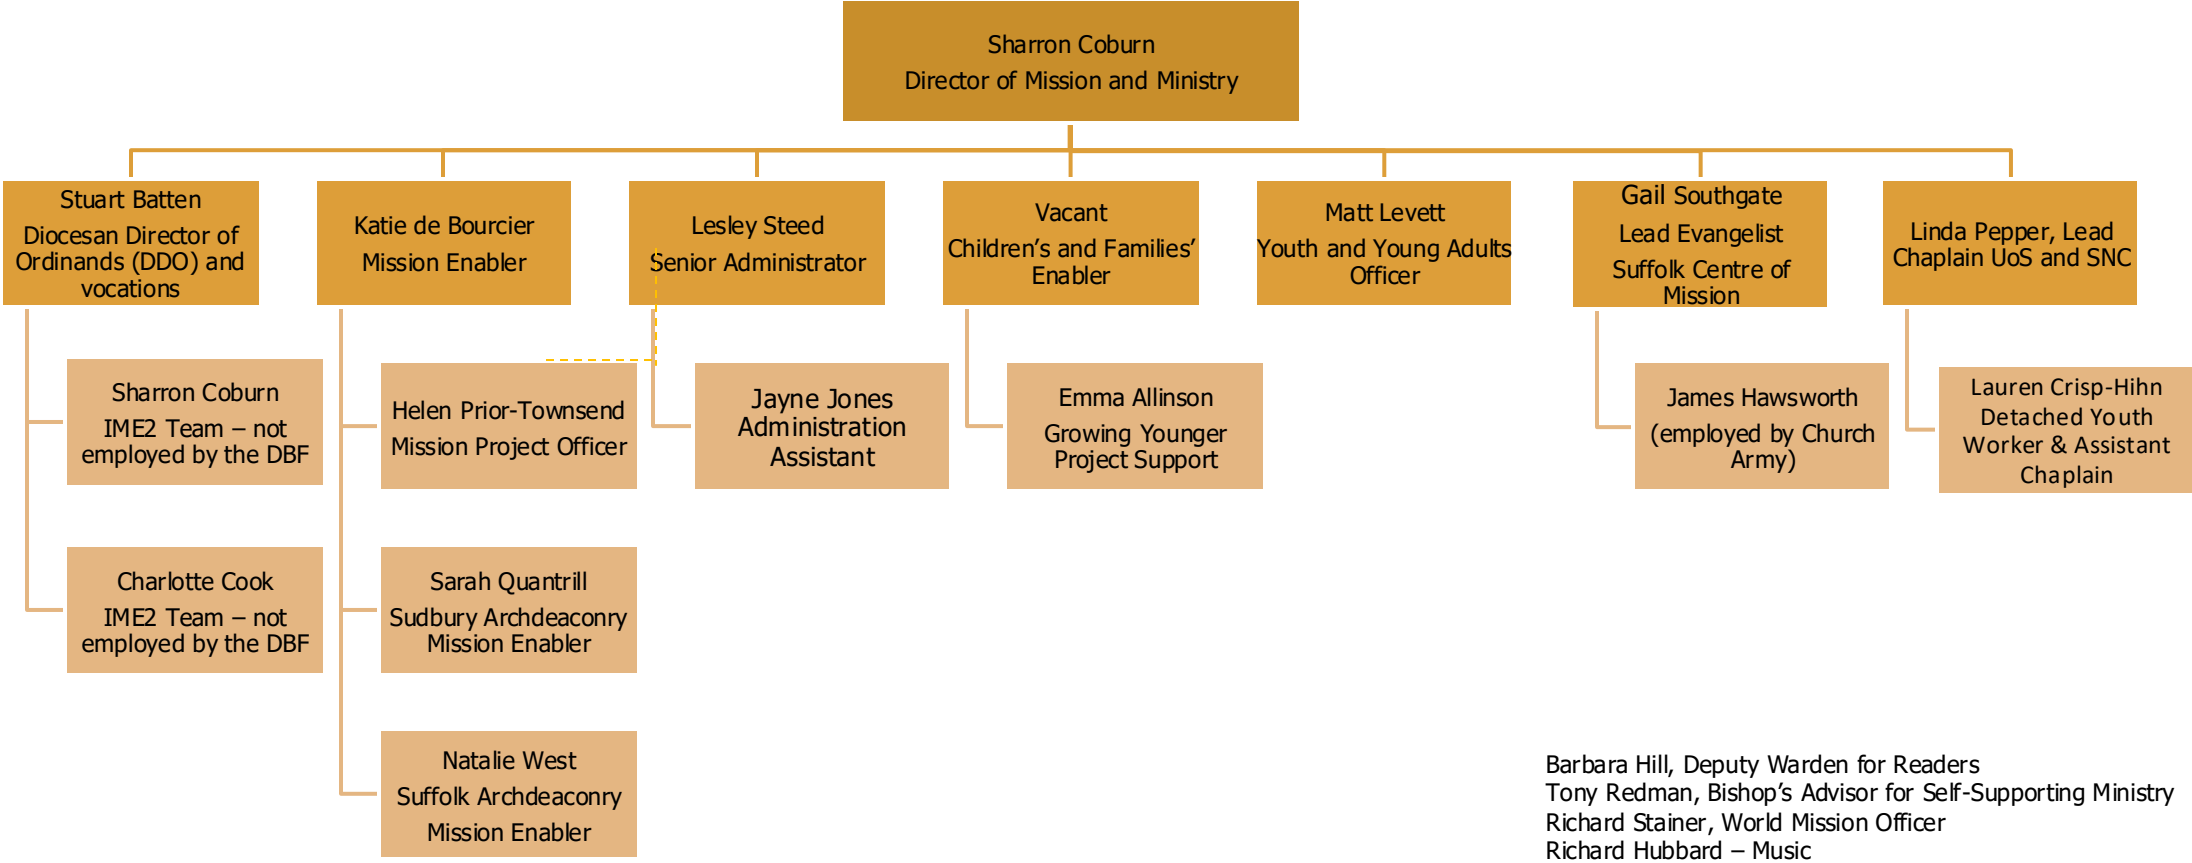 Sharron Coburn
Director of Mission and Ministry
Stuart Batten
Diocesan Director of
Ordinands (DDO) and
vocations
Katie de Bourcier
Mission Enabler
Lesley Steed
Senior Administrator
Vacant
Children’s and Families’
Enabler
Matt Levett
Youth and Young Adults
Officer
Gail Southgate
Lead Evangelist
Suffolk Centre of
Mission
Linda Pepper, Lead
Chaplain UoS and SNC
Sharron Coburn
IME2 Team – not
employed by the DBF
Helen Prior-Townsend
Mission Project Officer
Jayne Jones
Administration
Assistant
Emma Allinson
Growing Younger
Project Support
James Hawsworth
(employed by Church
Army)
Lauren Crisp-Hihn
Detached Youth
Worker & Assistant
Chaplain
Charlotte Cook
IME2 Team – not
employed by the DBF
Sarah Quantrill
Sudbury Archdeaconry
Mission Enabler
Natalie West
Suffolk Archdeaconry
Mission Enabler
Barbara Hill, Deputy Warden for Readers
Tony Redman, Bishop’s Advisor for Self-Supporting Ministry
Richard Stainer, World Mission Officer
Richard Hubbard – Music